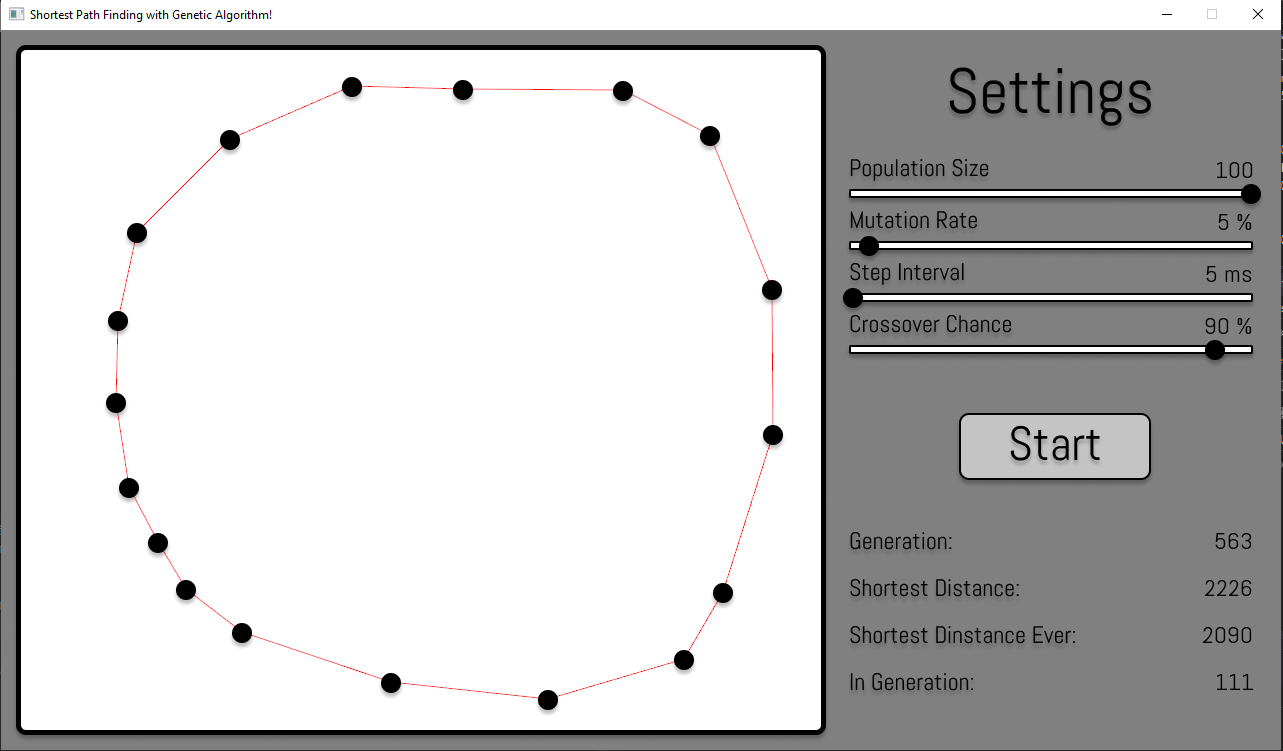 Shortest Path Finding with Genetic Algorithm!
Settings
Population Size 100
Mutation Rate 5 %
Step Interval 5 ms
Crossover Chance 90 %
Start
Generation: 563
Shortest Distance: 2226
Shortest Dinstance Ever: 2090
In Generation: 111